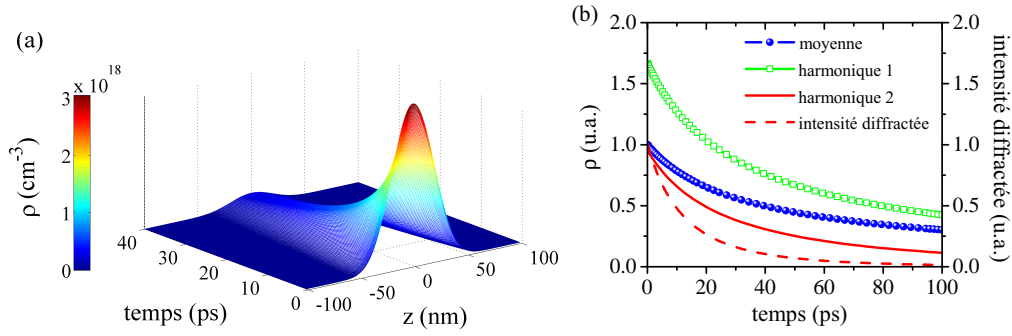 (a)
x 10^18
3
2
1
0
ρ (cm^-3)
40
30
20
10
0
temps (ps)
-100
-50
0
50
100
z (nm)
(b)
2.0
1.5
1.0
0.5
0.0
ρ (u.a.)
moyenne
harmonique 1
harmonique 2
intensité diffractée
2.0
1.5
1.0
0.5
0.0
intensité diffractée (u.a.)
0
20
40
60
80
100
temps (ps)